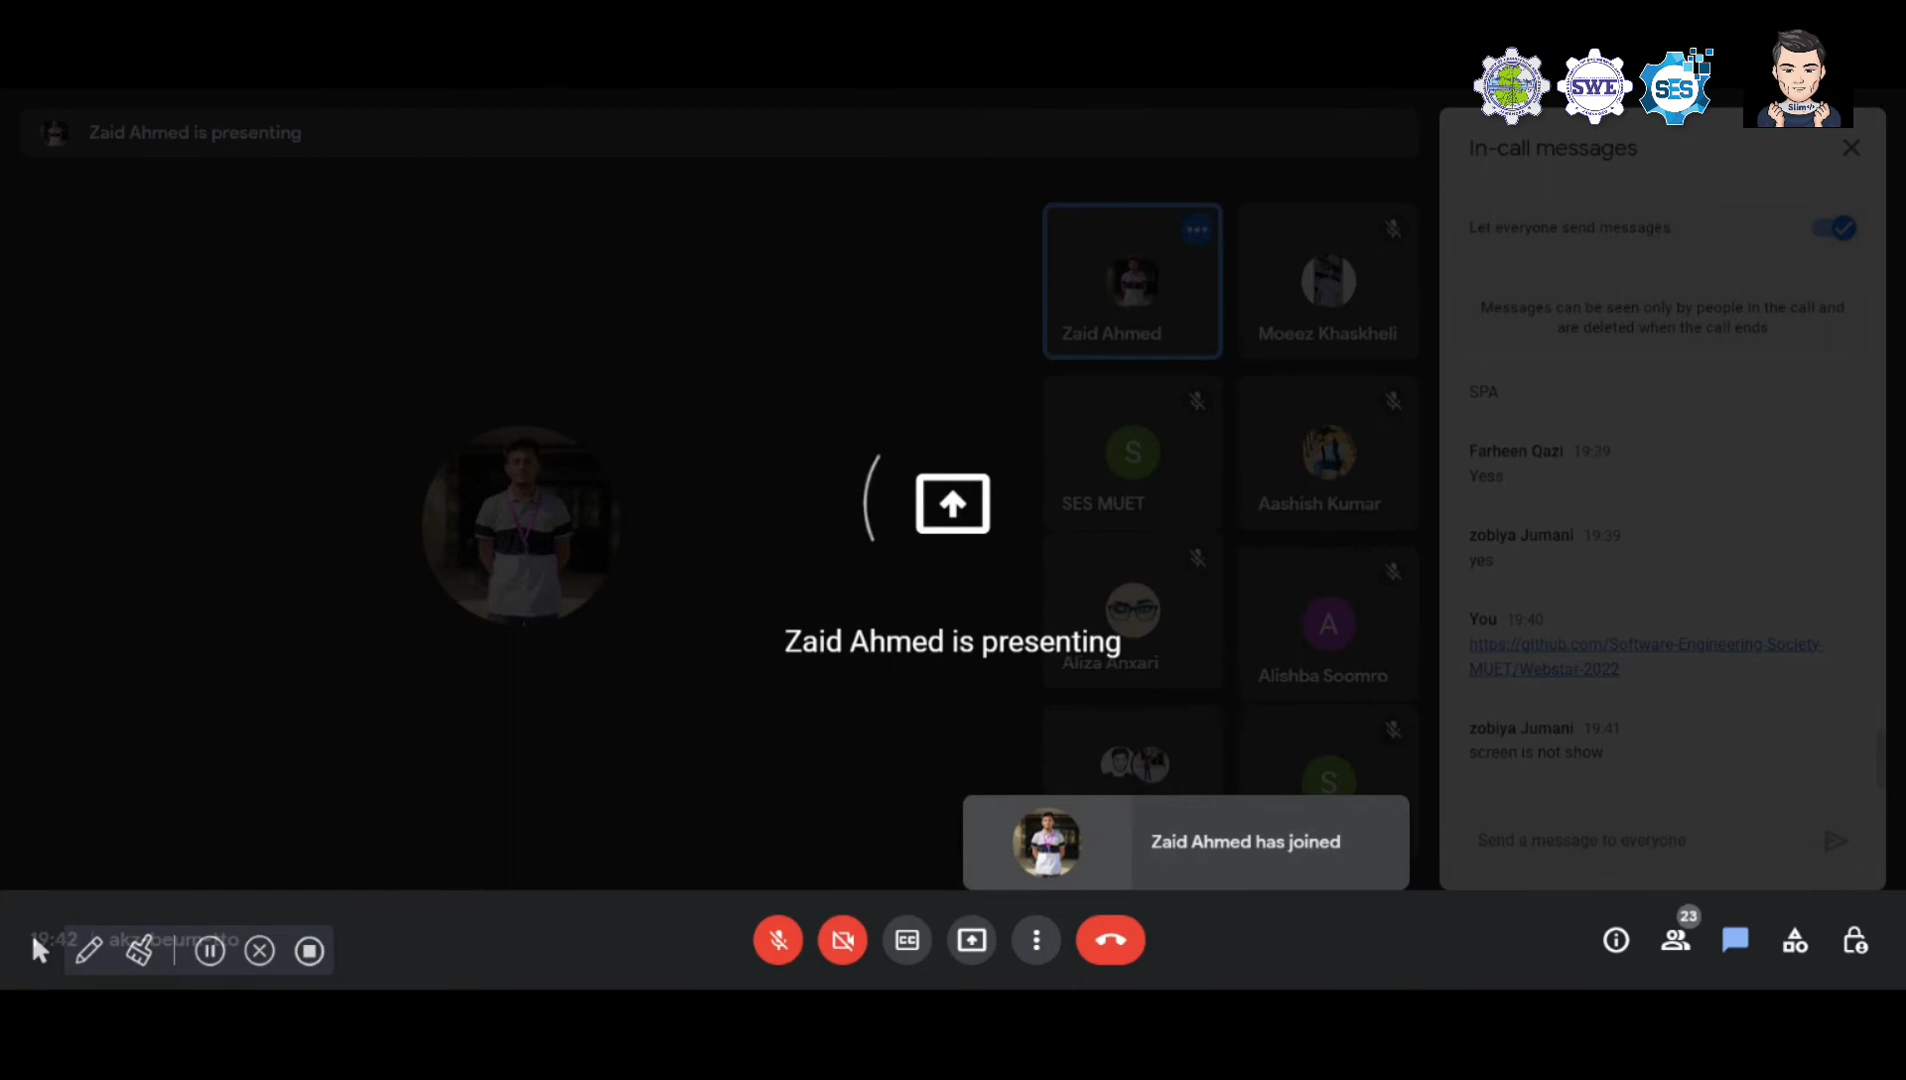 SWE
SES
Slim
Zaid Ahmed is presenting
In-call messages
Let everyone send messages
Messages can be seen only by people in the call and
are deleted when the call ends
SPA
Farheen Qazi 19:39
Yess
zobiya Jumani 19:39
yes
You 19:40
https://github.com/Software-Engineering-Society-
MUET/Webstar-2022
zobiya Jumani 19:41
screen is not show
Send a message to everyone
Zaid Ahmed
Moeez Khaskheli
S
SES MUET
Aashish Kumar
Aliza Anxari
A
Alishba Soomro
S
Zaid Ahmed is presenting
Zaid Ahmed has joined
19:42
CC
23